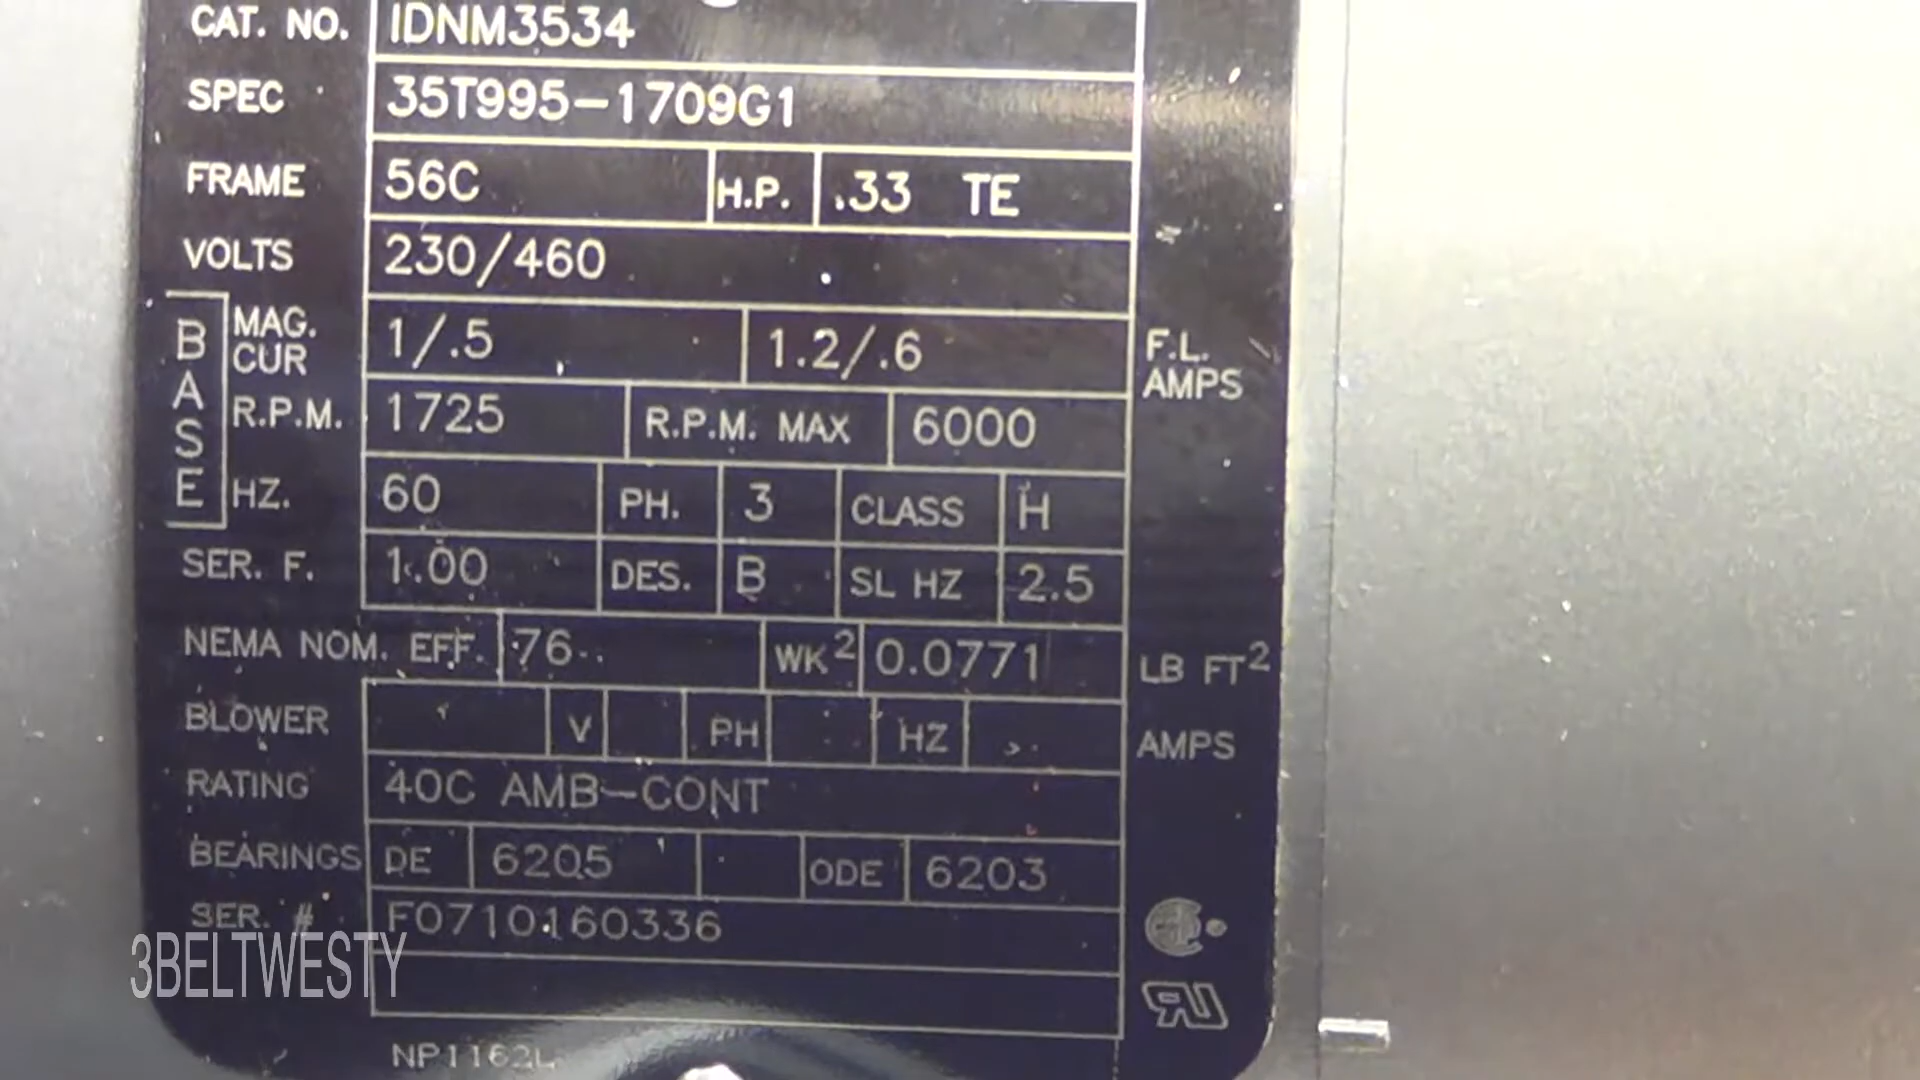 CAT. NO. IDNM3534
SPEC 35T995-1709G1
FRAME 56C H.P. .33 TE
VOLTS 230/460
BASE
MAG. CUR 1/.5 1.2/.6 F.L. AMPS
R.P.M. 1725 R.P.M. MAX 6000
HZ. 60 PH. 3 CLASS H
SER. F. 1.00 DES. B SL HZ 2.5
NEMA NOM. EFF. 76 WK2 0.0771 LB FT2
BLOWER V PH HZ AMPS
RATING 40C AMB-CONT
BEARINGS DE 6205 ODE 6203
SER. # F0710160336
3BELTWESTY
NP1162L